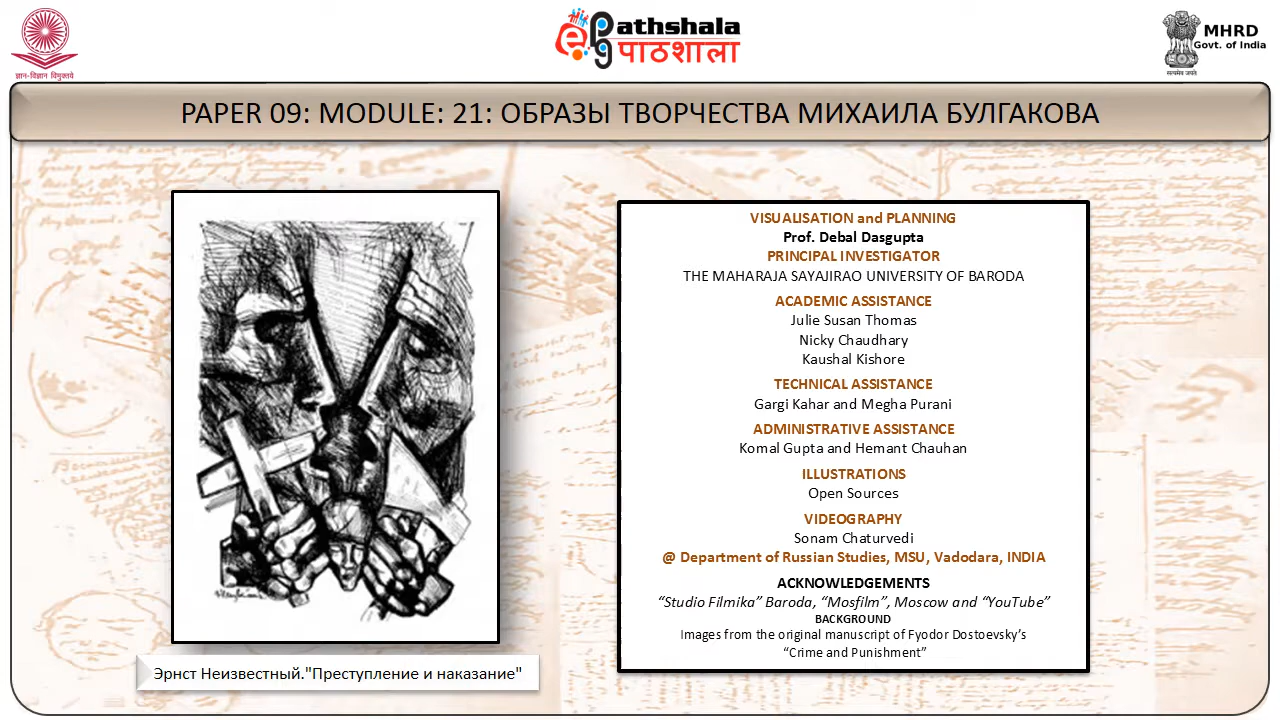 ज्ञान-विज्ञान विमुक्तये
ePathshala
पाठशाला
MHRD
Govt. of India
सत्यमेव जयते
PAPER 09: MODULE: 21: ОБРАЗЫ ТВОРЧЕСТВА МИХАИЛА БУЛГАКОВА
VISUALISATION and PLANNING
Prof. Debal Dasgupta
PRINCIPAL INVESTIGATOR
THE MAHARAJA SAYAJIRAO UNIVERSITY OF BARODA
ACADEMIC ASSISTANCE
Julie Susan Thomas
Nicky Chaudhary
Kaushal Kishore
TECHNICAL ASSISTANCE
Gargi Kahar and Megha Purani
ADMINISTRATIVE ASSISTANCE
Komal Gupta and Hemant Chauhan
ILLUSTRATIONS
Open Sources
VIDEOGRAPHY
Sonam Chaturvedi
@ Department of Russian Studies, MSU, Vadodara, INDIA
ACKNOWLEDGEMENTS
“Studio Filmika” Baroda, “Mosfilm”, Moscow and “YouTube”
BACKGROUND
Images from the original manuscript of Fyodor Dostoevsky’s
“Crime and Punishment”
Эрнст Неизвестный."Преступление и наказание"